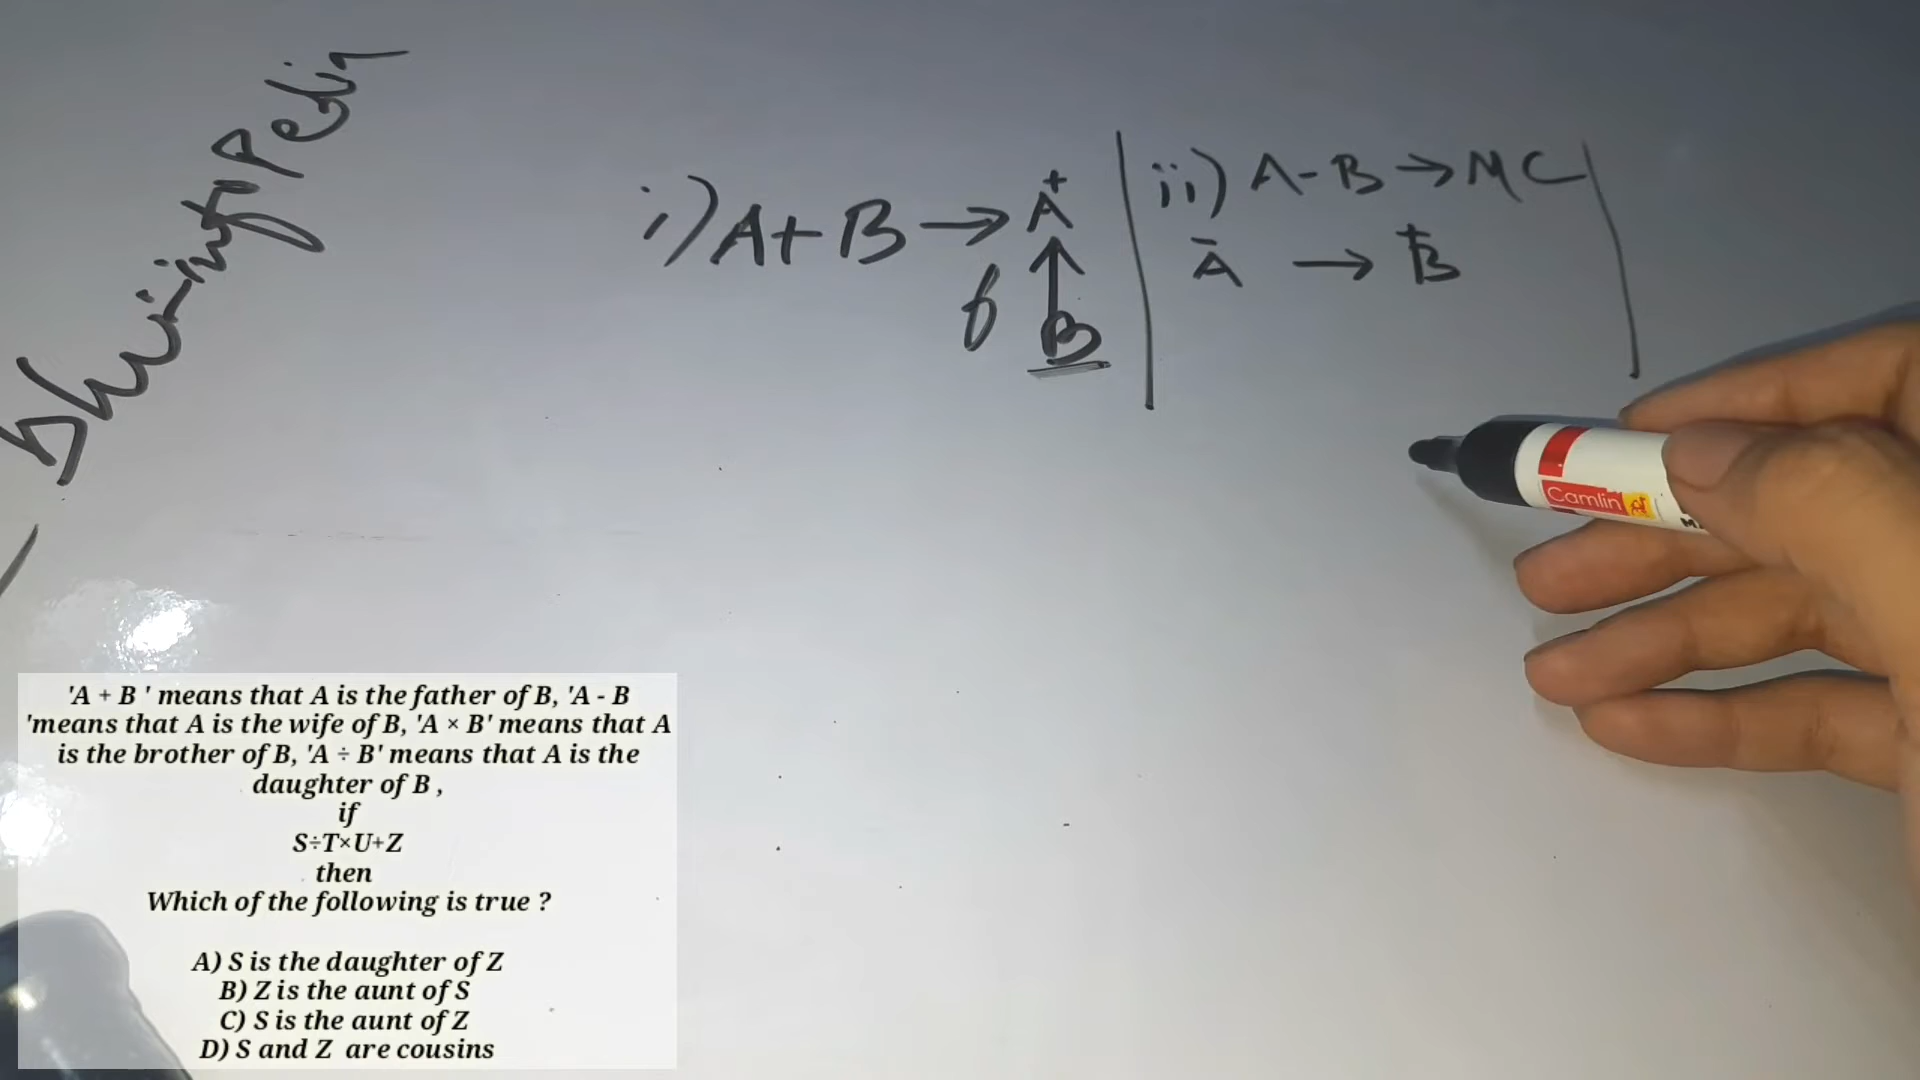 i) A+B → A+
f
B
ii) A-B → MC
Ā → B+
Camlin
'A + B ' means that A is the father of B, 'A - B
'means that A is the wife of B, 'A × B' means that A
is the brother of B, 'A ÷ B' means that A is the
daughter of B ,
if
S÷T×U+Z
then
Which of the following is true ?
A) S is the daughter of Z
B) Z is the aunt of S
C) S is the aunt of Z
D) S and Z are cousins